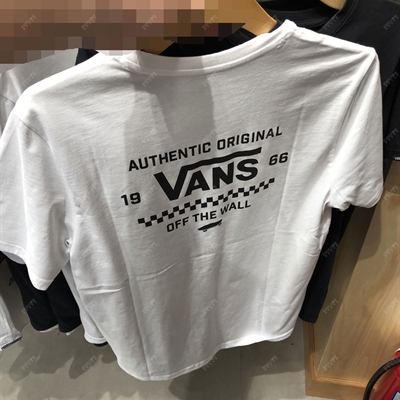 AUTHENTIC ORIGINAL
19 VANS 66
OFF THE WALL